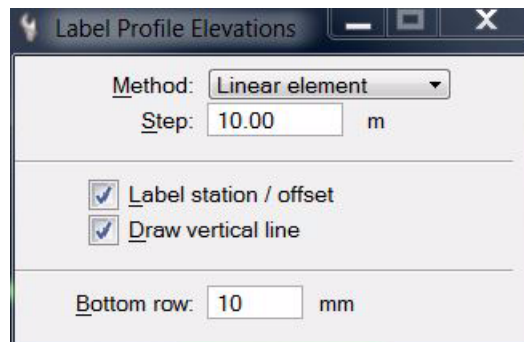 Label Profile Elevations
Method: Linear element
Step: 10.00 m
Label station / offset
Draw vertical line
Bottom row: 10 mm